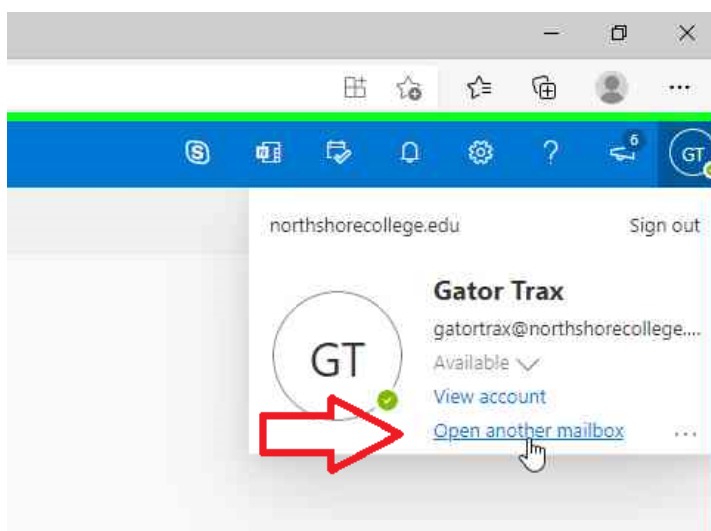 6
GT
northshorecollege.edu Sign out
Gator Trax
gatortrax@northshorecollege....
GT
Available
View account
Open another mailbox ...